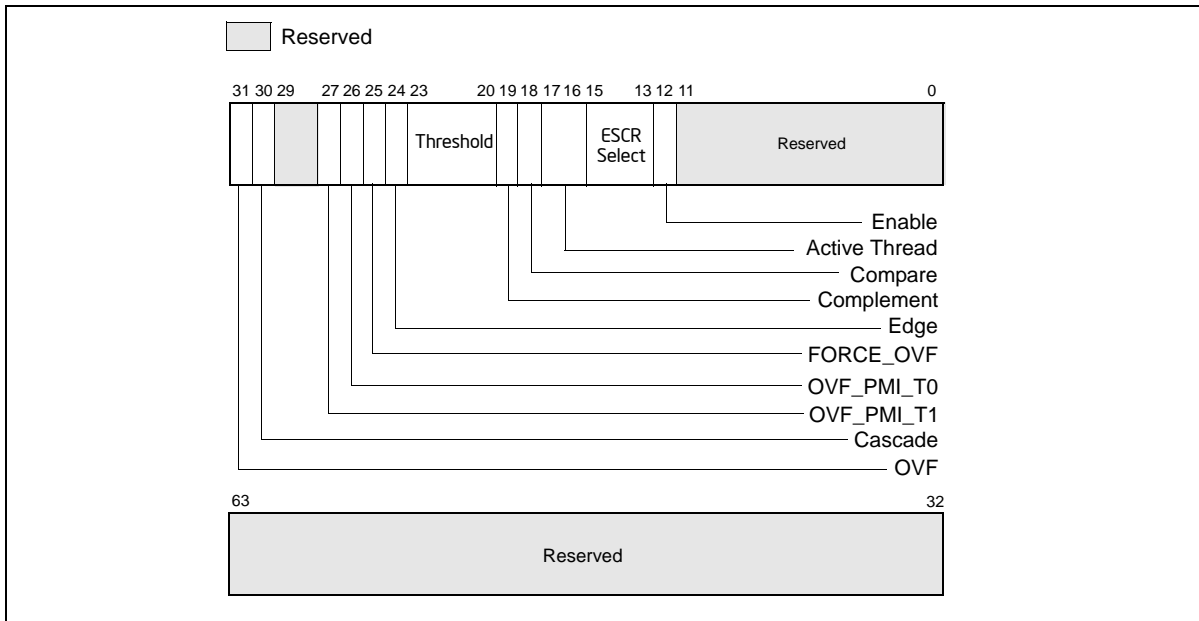 Reserved
31 30 29 27 26 25 24 23 20 19 18 17 16 15 13 12 11 0
Threshold
ESCR
Select
Reserved
Enable
Active Thread
Compare
Complement
Edge
FORCE_OVF
OVF_PMI_T0
OVF_PMI_T1
Cascade
OVF
63 32
Reserved